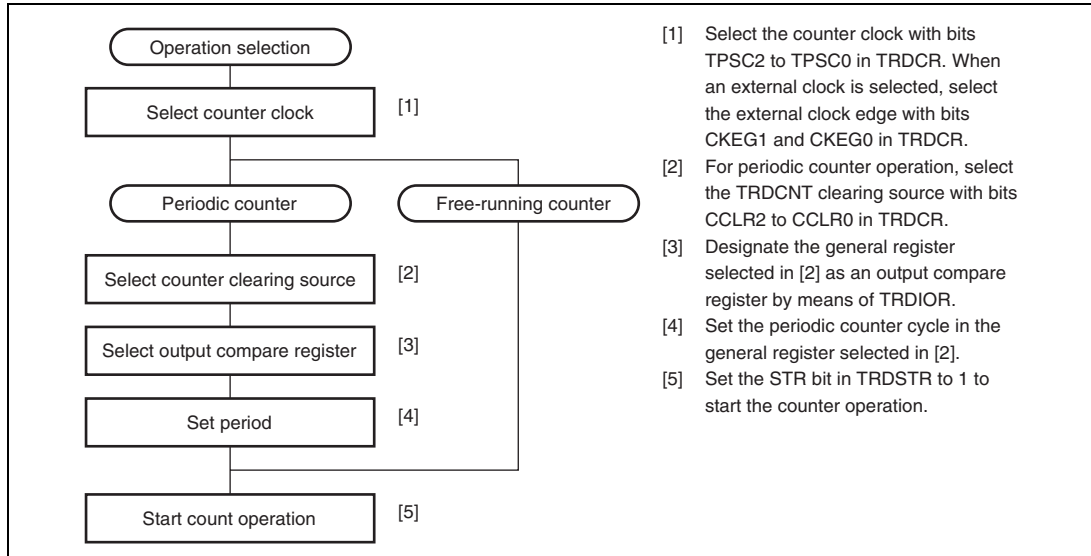 Operation selection
Select counter clock [1]
Periodic counter
Free-running counter
Select counter clearing source [2]
Select output compare register [3]
Set period [4]
Start count operation [5]
[1] Select the counter clock with bits
TPSC2 to TPSC0 in TRDCR. When
an external clock is selected, select
the external clock edge with bits
CKEG1 and CKEG0 in TRDCR.
[2] For periodic counter operation, select
the TRDCNT clearing source with bits
CCLR2 to CCLR0 in TRDCR.
[3] Designate the general register
selected in [2] as an output compare
register by means of TRDIOR.
[4] Set the periodic counter cycle in the
general register selected in [2].
[5] Set the STR bit in TRDSTR to 1 to
start the counter operation.